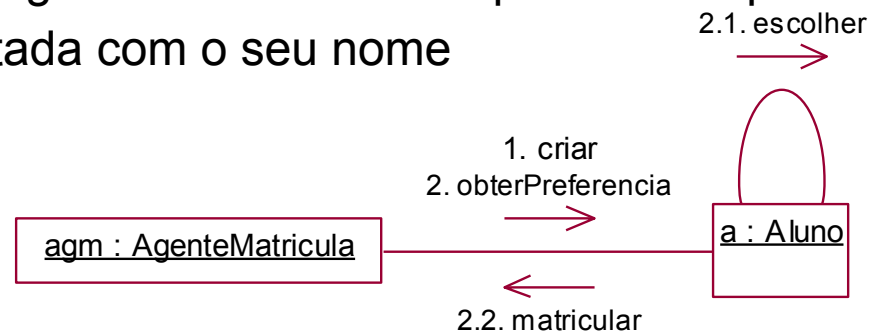 tada com o seu nome
2.1. escolher
1. criar
2. obterPreferencia
agm : AgenteMatricula
a : Aluno
2.2. matricular